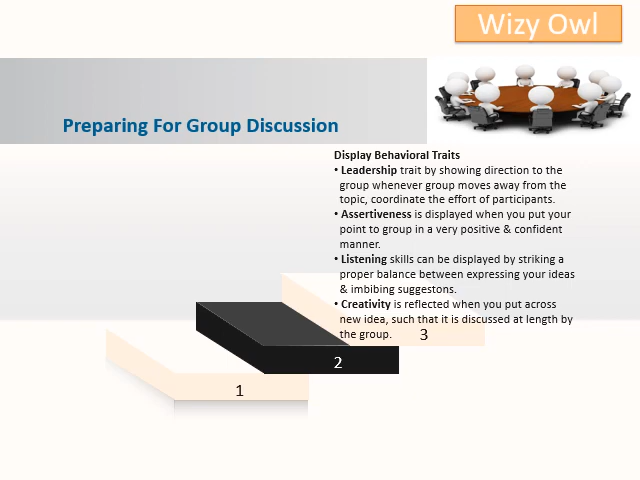 Wizy Owl
Preparing For Group Discussion
Display Behavioral Traits
• Leadership trait by showing direction to the
group whenever group moves away from the
topic, coordinate the effort of participants.
• Assertiveness is displayed when you put your
point to group in a very positive & confident
manner.
• Listening skills can be displayed by striking a
proper balance between expressing your ideas
& imbibing suggestons.
• Creativity is reflected when you put across
new idea, such that it is discussed at length by
the group.
3
2
1